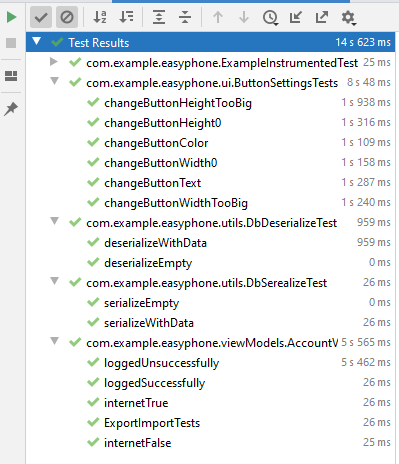 Test Results 14 s 623 ms
com.example.easyphone.ExampleInstrumentedTest 25 ms
com.example.easyphone.ui.ButtonSettingsTests 8 s 48 ms
changeButtonHeightTooBig 1 s 938 ms
changeButtonHeight0 1 s 316 ms
changeButtonColor 1 s 109 ms
changeButtonWidth0 1 s 158 ms
changeButtonText 1 s 287 ms
changeButtonWidthTooBig 1 s 240 ms
com.example.easyphone.utils.DbDeserializeTest 959 ms
deserializeWithData 959 ms
deserializeEmpty 0 ms
com.example.easyphone.utils.DbSerealizeTest 26 ms
serializeEmpty 0 ms
serializeWithData 26 ms
com.example.easyphone.viewModels.AccountV 5 s 565 ms
loggedUnsuccessfully 5 s 462 ms
loggedSuccessfully 26 ms
internetTrue 26 ms
ExportImportTests 26 ms
internetFalse 25 ms